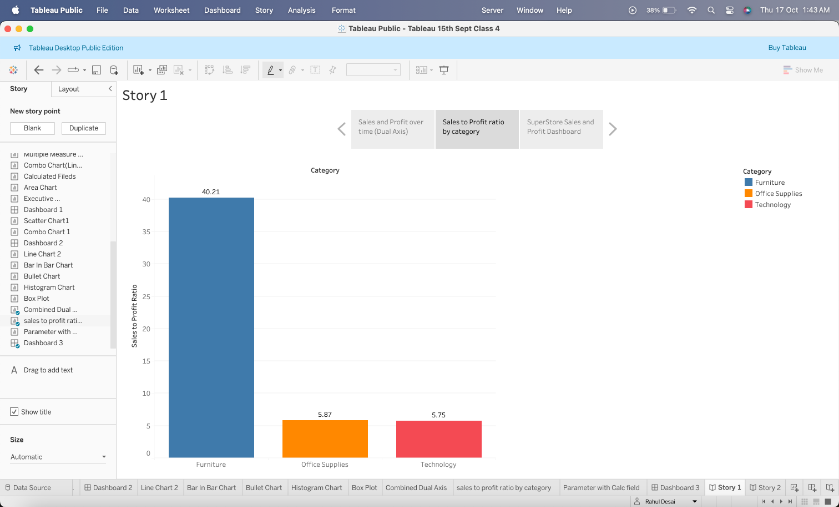 Tableau Public File Data Worksheet Dashboard Story Analysis Format Server Window Help 38% Thu 17 Oct 1:43 AM
Tableau Public - Tableau 15th Sept Class 4
Tableau Desktop Public Edition Buy Tableau
Show Me
Story Layout
New story point
Blank Duplicate
Multiple Measure ...
Combo Chart(Lin...
Calculated Fileds
Area Chart
Executive ...
Dashboard 1
Scatter Chart1
Combo Chart 1
Dashboard 2
Line Chart 2
Bar In Bar Chart
Bullet Chart
Histogram Chart
Box Plot
Combined Dual ...
sales to profit rati...
Parameter with ...
Dashboard 3
A Drag to add text
Show title
Size
Automatic
Story 1
Sales and Profit over time (Dual Axis)
Sales to Profit ratio by category
SuperStore Sales and Profit Dashboard
Category
Sales to Profit Ratio
40
35
30
25
20
15
10
5
0
40.21
5.87
5.75
Furniture Office Supplies Technology
Category
Furniture
Office Supplies
Technology
Data Source Dashboard 2 Line Chart 2 Bar In Bar Chart Bullet Chart Histogram Chart Box Plot Combined Dual Axis sales to profit ratio by category Parameter with Calc field Dashboard 3 Story 1 Story 2
Rahul Desai